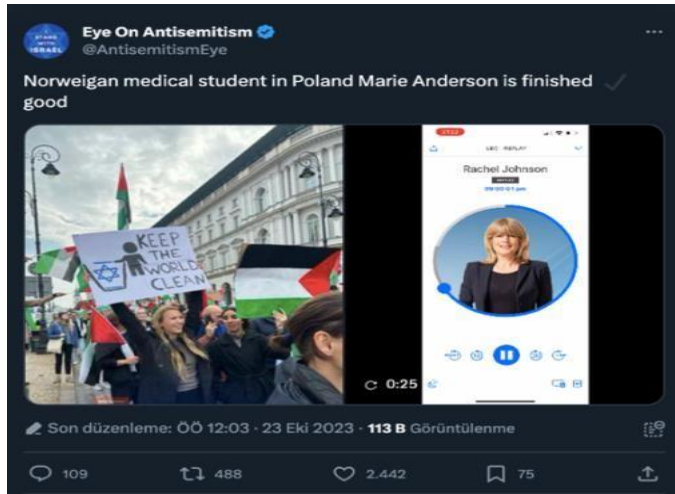 Eye On Antisemitism
@AntisemitismEye
Norweigan medical student in Poland Marie Anderson is finished
good
KEEP
THE
WORLD
CLEAN
LBC
Rachel Johnson
0:25
Son düzenleme: ÖÖ 12:03 · 23 Eki 2023 · 113 B Görüntülenme
109
488
2.442
75